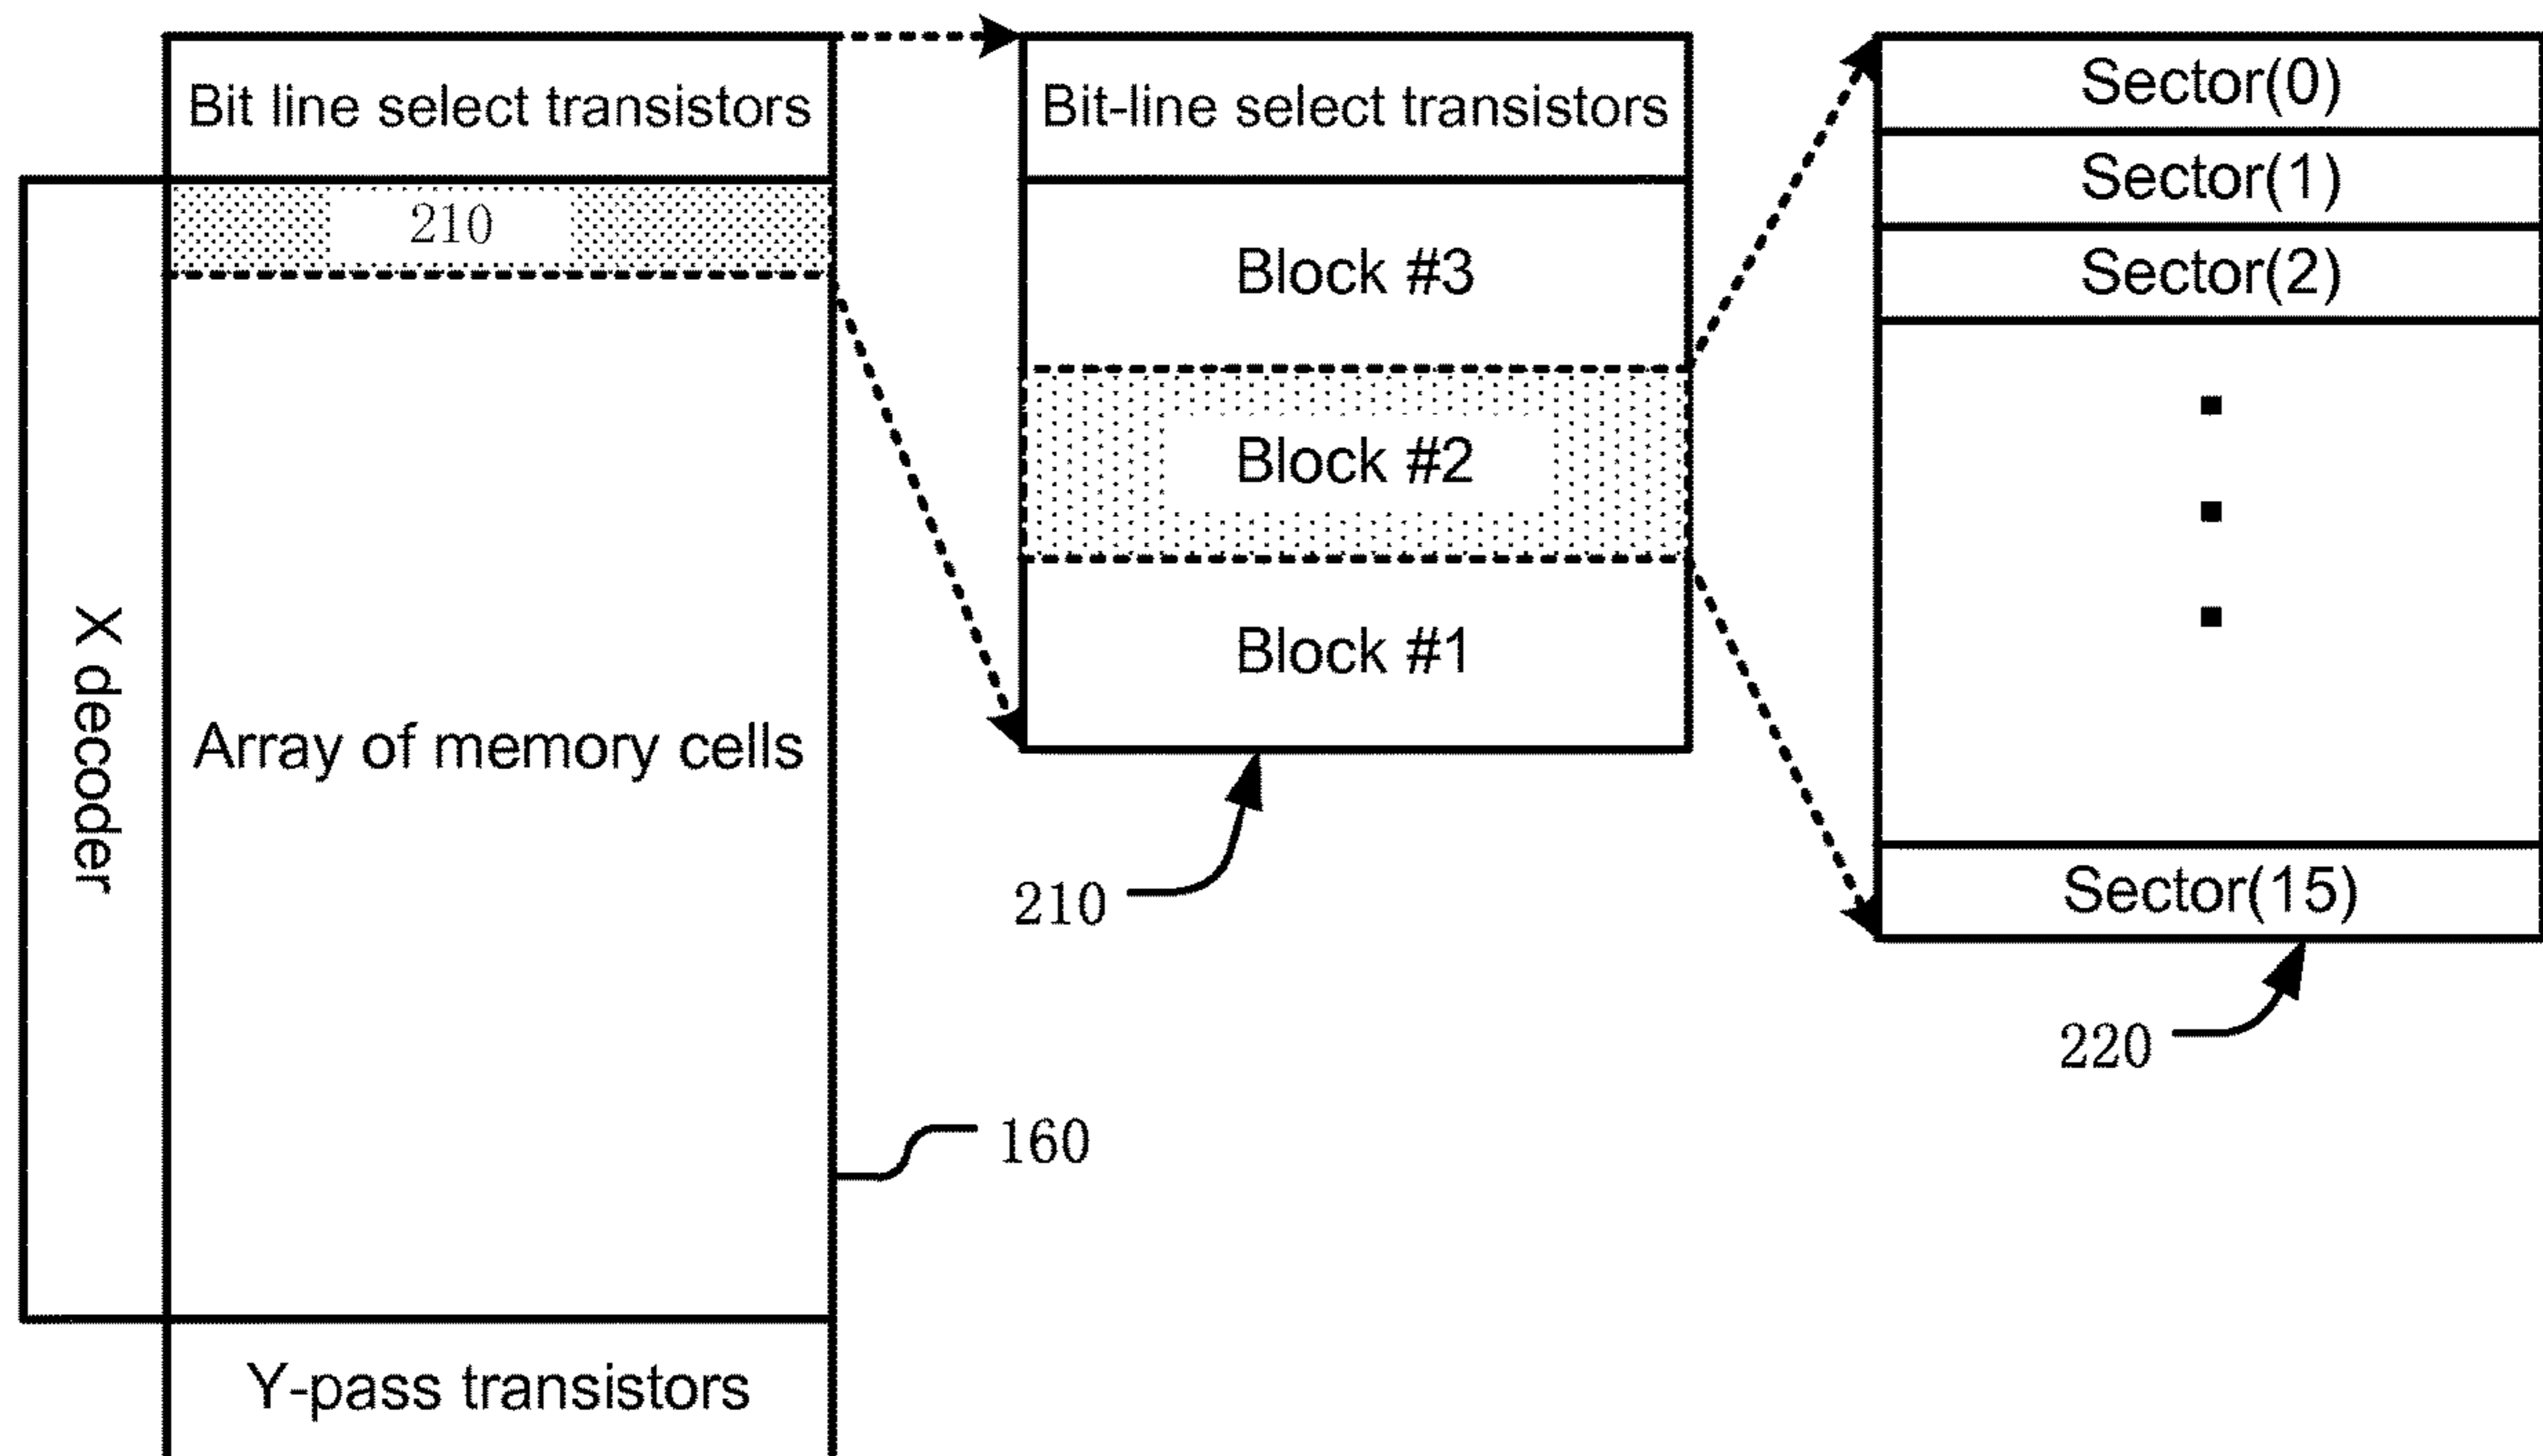 Bit line select transistors
210
X decoder
Array of memory cells
160
Y-pass transistors
Bit-line select transistors
Block #3
Block #2
Block #1
210
Sector(0)
Sector(1)
Sector(2)
Sector(15)
220